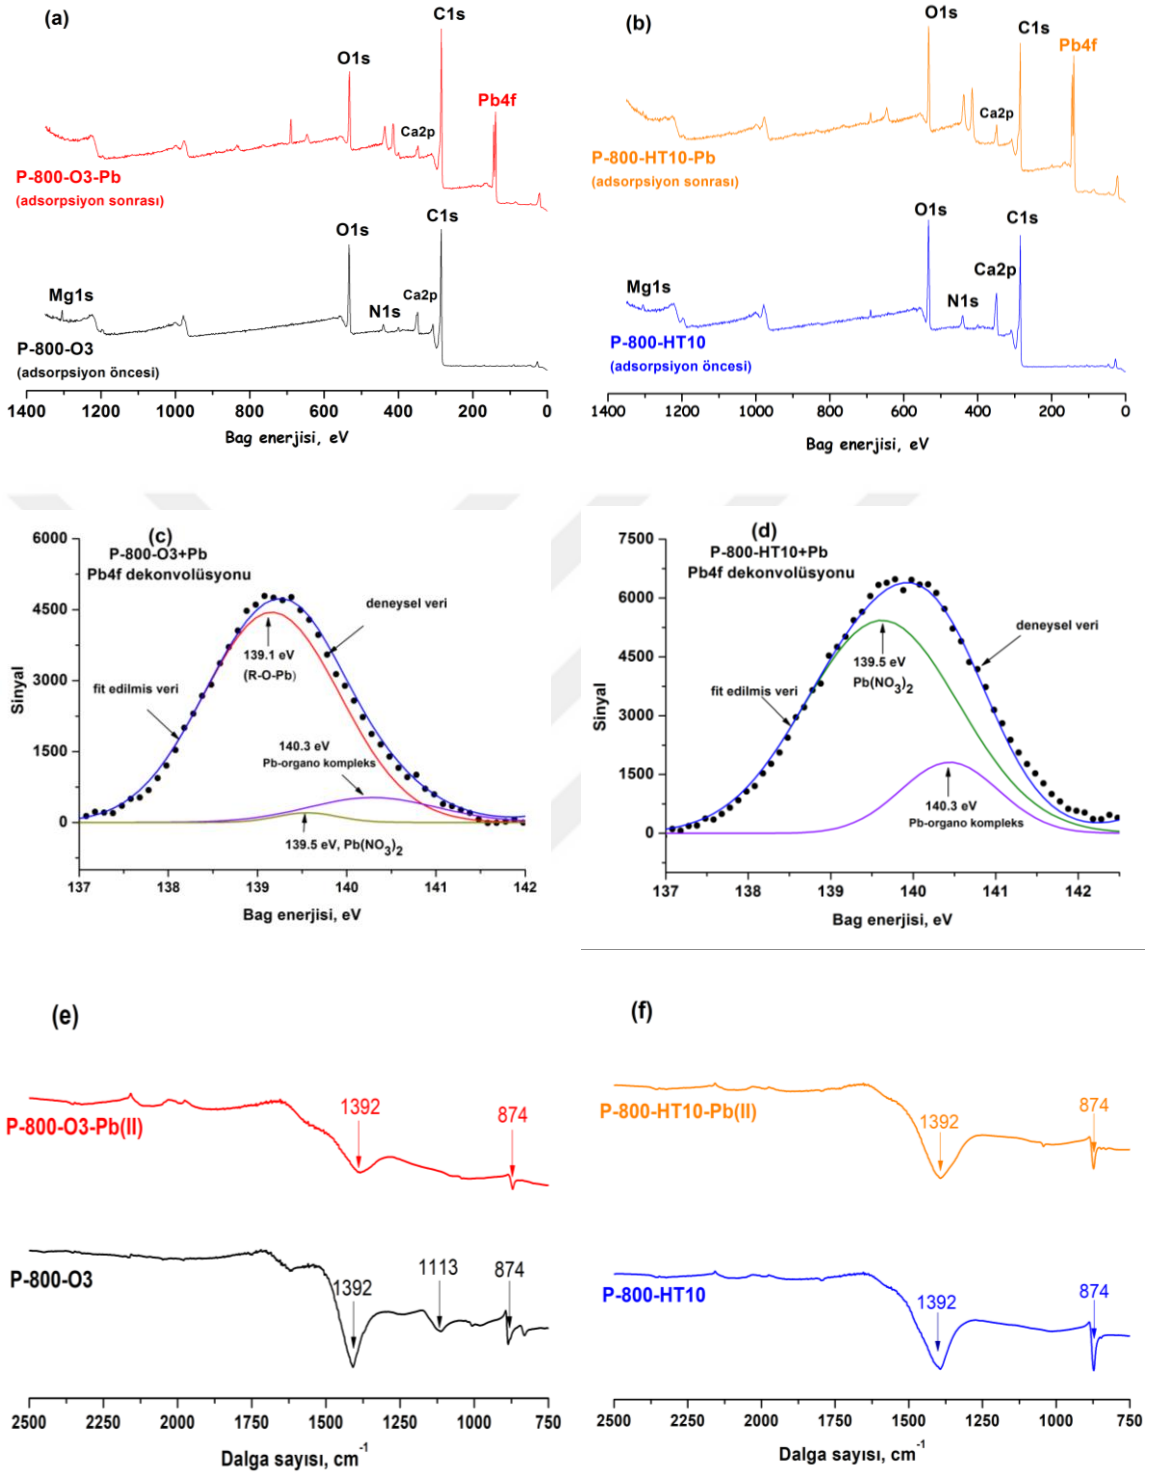 (a)
C1s
O1s
Pb4f
Ca2p
P-800-O3-Pb
(adsorpsiyon sonrası)
C1s
O1s
Mg1s
N1s
Ca2p
P-800-O3
(adsorpsiyon öncesi)
1400 1200 1000 800 600 400 200 0
Bag enerjisi, eV
(b)
O1s
C1s
Pb4f
Ca2p
P-800-HT10-Pb
(adsorpsiyon sonrası)
O1s
C1s
Mg1s
N1s
Ca2p
P-800-HT10
(adsorpsiyon öncesi)
1400 1200 1000 800 600 400 200 0
Bag enerjisi, eV
(c)
P-800-O3+Pb
Pb4f dekonvolüsyonu
6000
4500
3000
1500
0
Sinyal
deneysel veri
139.1 eV
(R-O-Pb)
fit edilmis veri
140.3 eV
Pb-organo kompleks
139.5 eV, Pb(NO3)2
137 138 139 140 141 142
Bag enerjisi, eV
(d)
P-800-HT10+Pb
Pb4f dekonvolüsyonu
7500
6000
4500
3000
1500
0
Sinyal
deneysel veri
139.5 eV
Pb(NO3)2
fit edilmis veri
140.3 eV
Pb-organo kompleks
137 138 139 140 141 142
Bag enerjisi, eV
(e)
1392
874
P-800-O3-Pb(II)
1392
1113
874
P-800-O3
2500 2250 2000 1750 1500 1250 1000 750
Dalga sayısı, cm-1
(f)
P-800-HT10-Pb(II)
1392
874
P-800-HT10
1392
874
2500 2250 2000 1750 1500 1250 1000 750
Dalga sayısı, cm-1